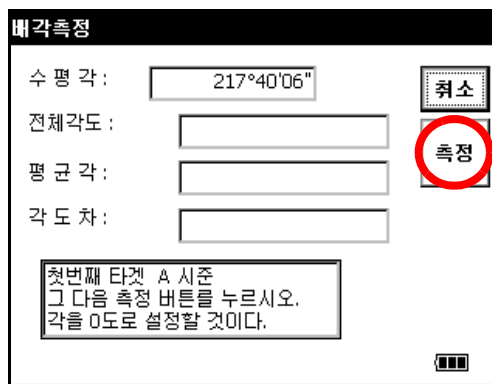 배각측정
수 평 각 : 217°40'06"
취소
전체각도 :
측정
평 균 각 :
각 도 차 :
첫번째 타겟 A 시준
그 다음 측정 버튼를 누르시오.
각을 0도로 설정할 것이다.